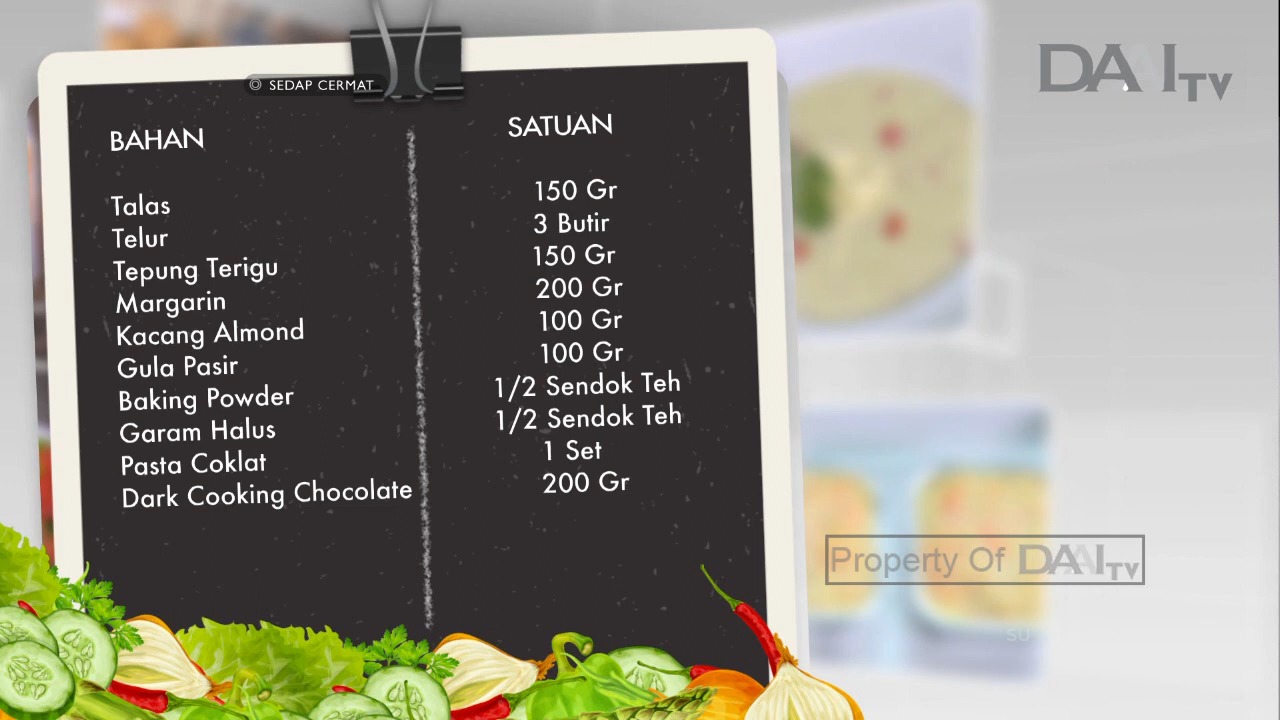 DAAI TV
SEDAP CERMAT
BAHAN SATUAN
Talas 150 Gr
Telur 3 Butir
Tepung Terigu 150 Gr
Margarin 200 Gr
Kacang Almond 100 Gr
Gula Pasir 100 Gr
Baking Powder 1/2 Sendok Teh
Garam Halus 1/2 Sendok Teh
Pasta Coklat 1 Set
Dark Cooking Chocolate 200 Gr
Property Of DAAI TV